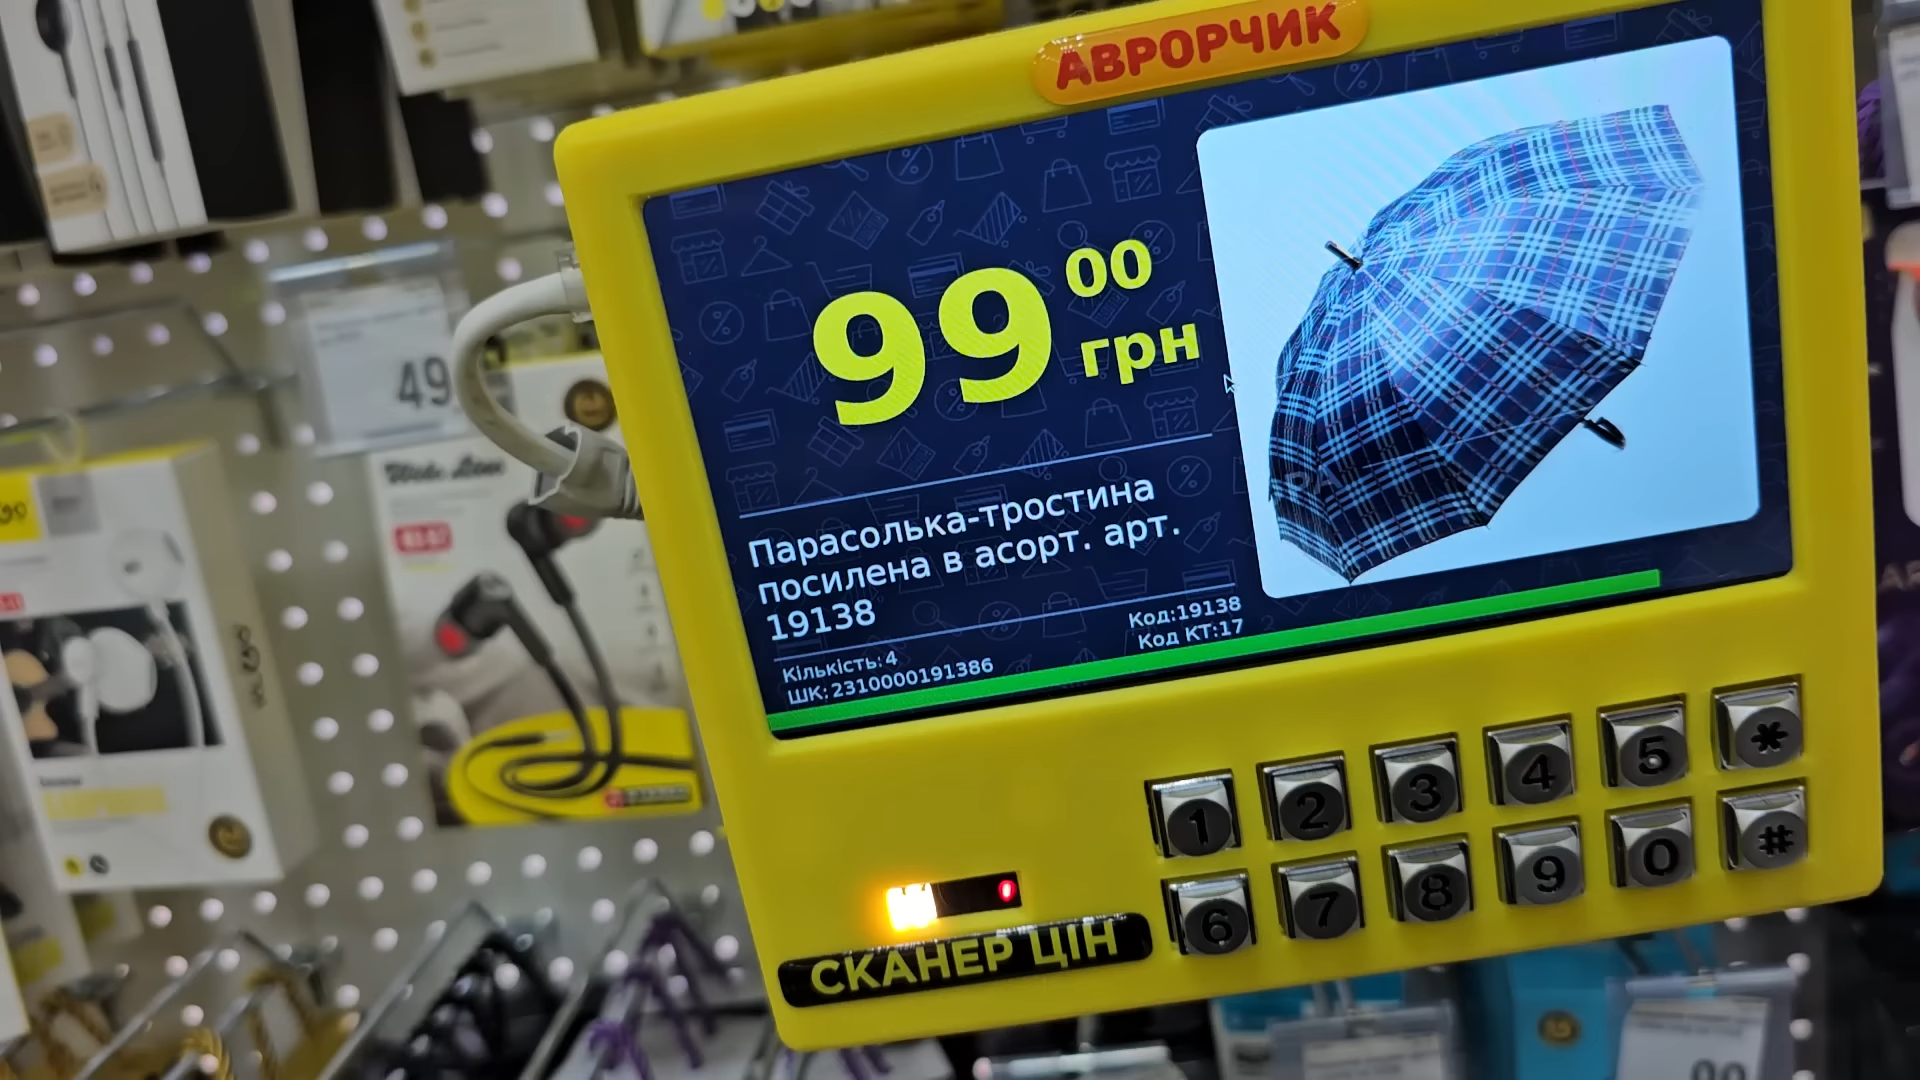 АВРОРЧИК
99 00
грн
Парасолька-тростина
посилена в асорт. арт.
19138
Код:19138
Код КТ:17
Кількість:4
ШК:2310000191386
1 2 3 4 5 *
6 7 8 9 0 #
СКАНЕР ЦІН
49